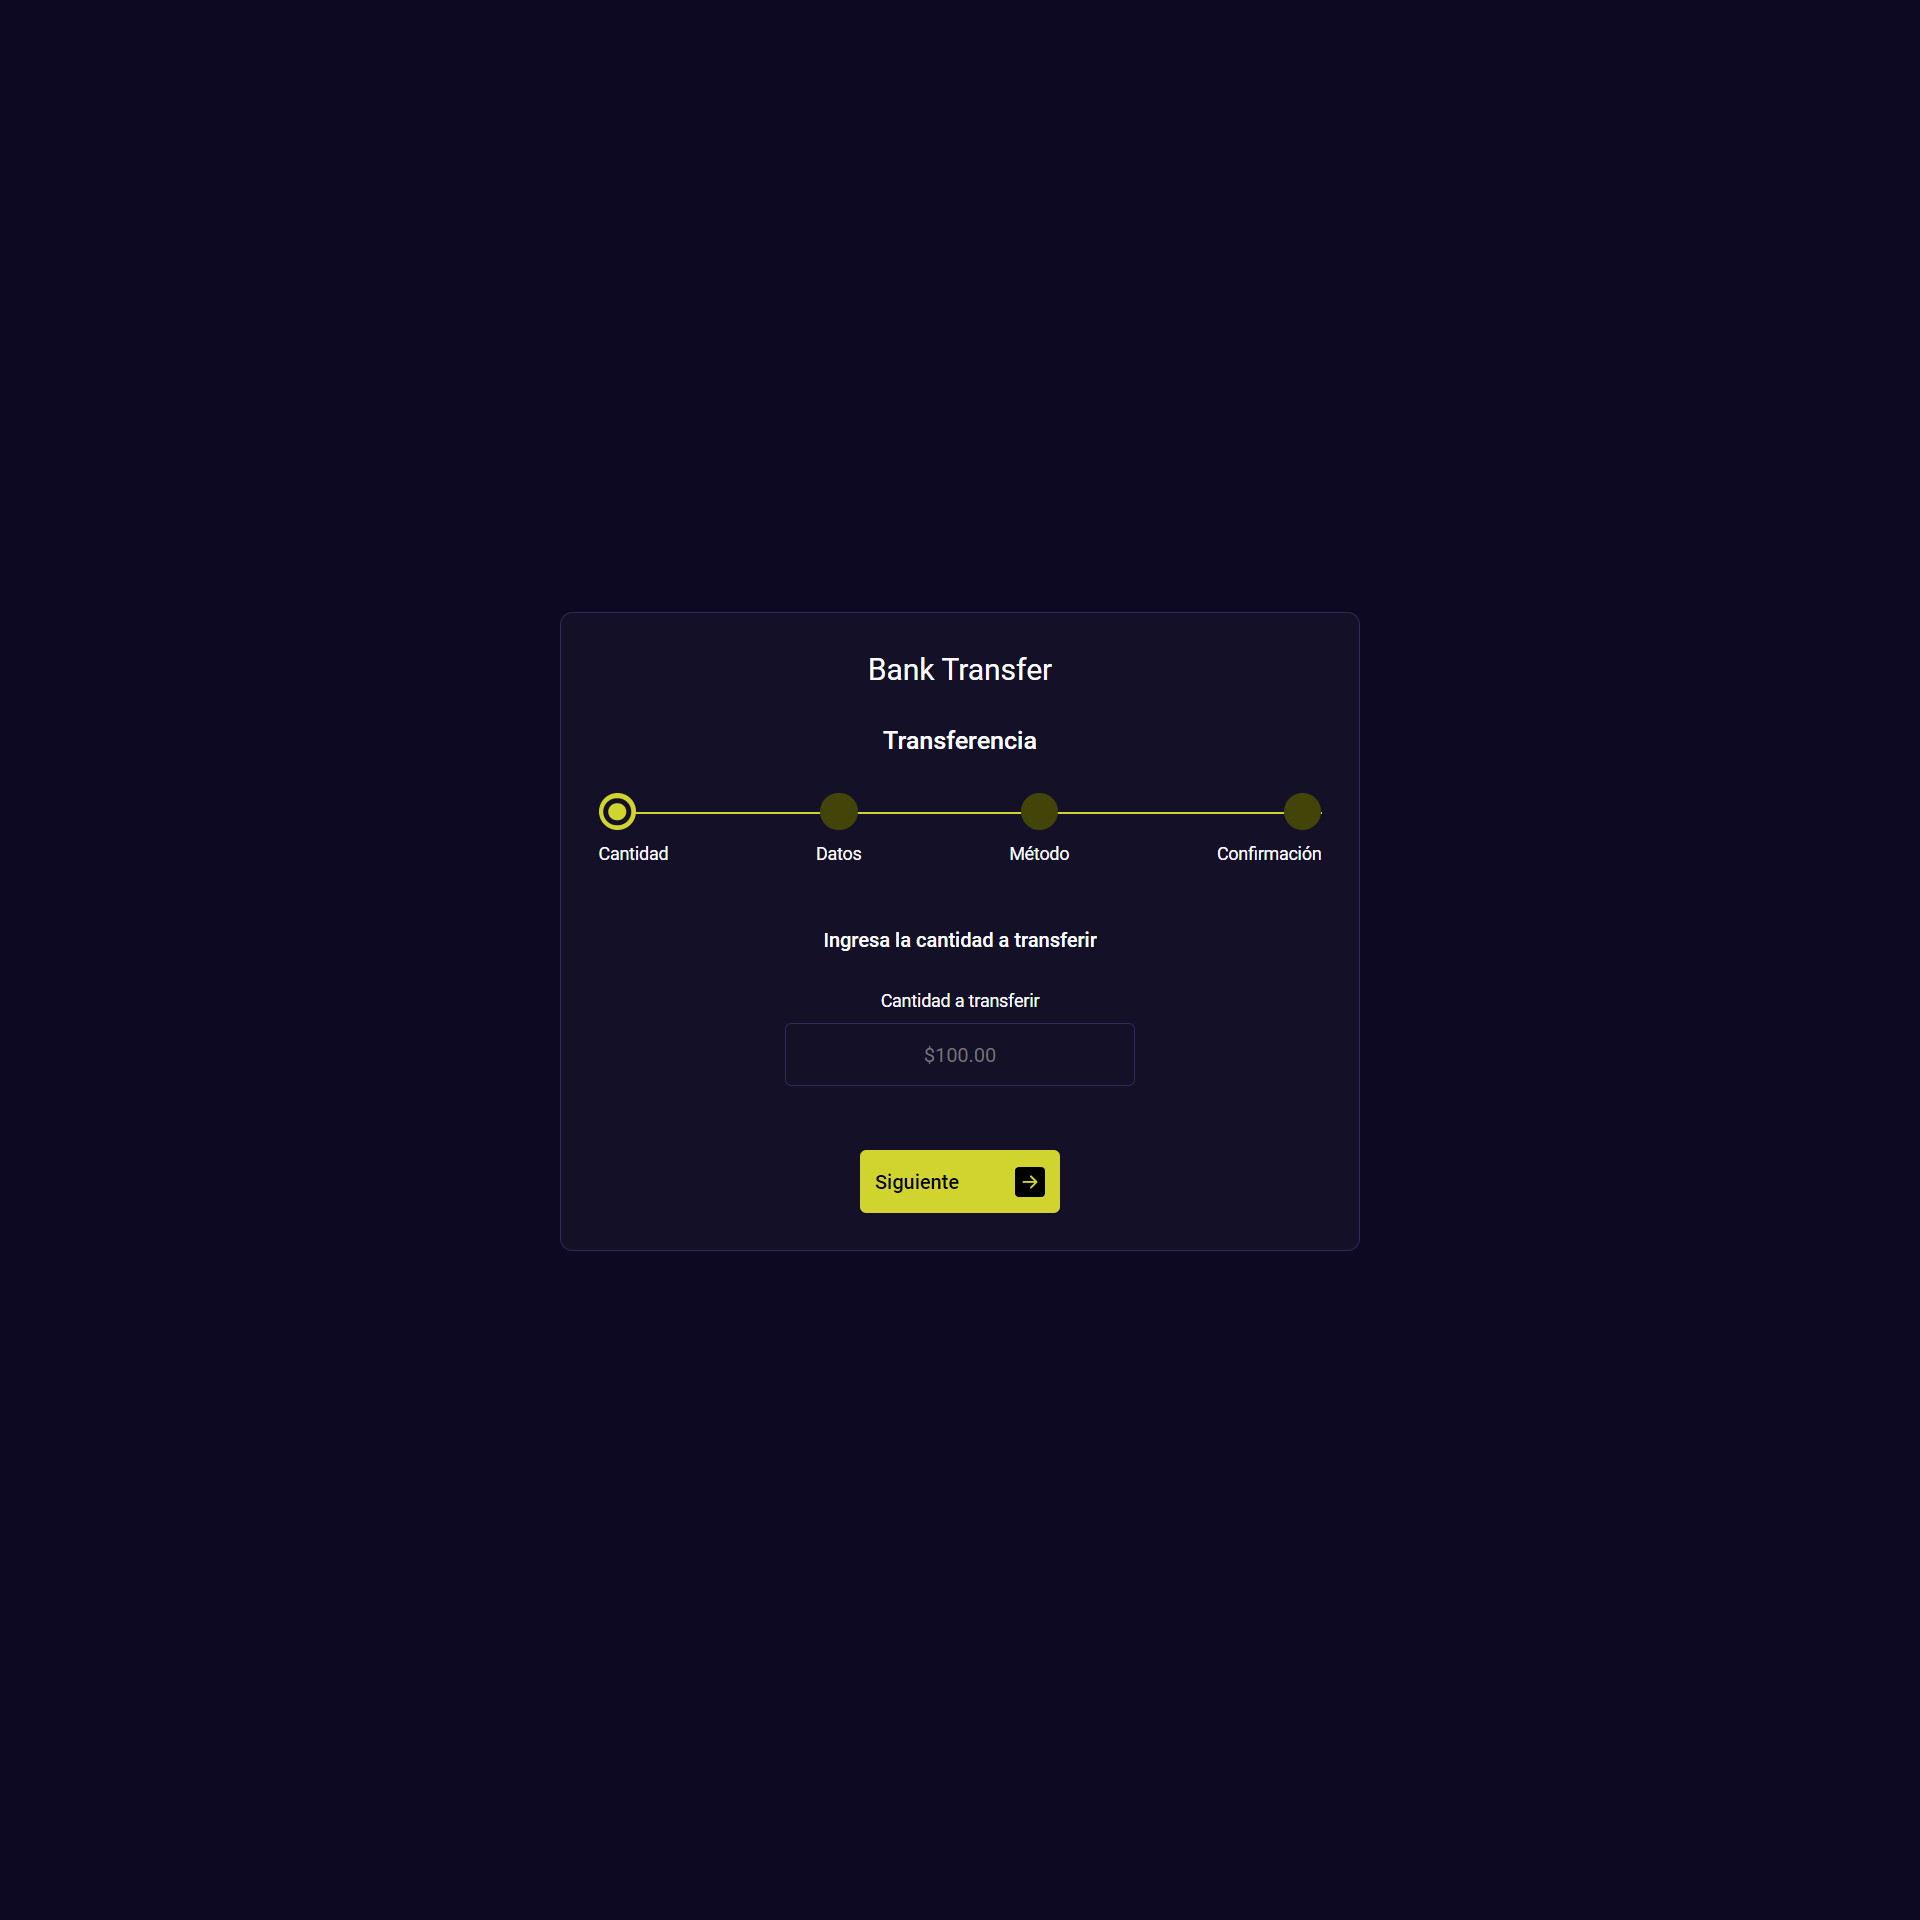 Bank Transfer
Transferencia
Cantidad
Datos
Método
Confirmación
Ingresa la cantidad a transferir
Cantidad a transferir
$100.00
Siguiente